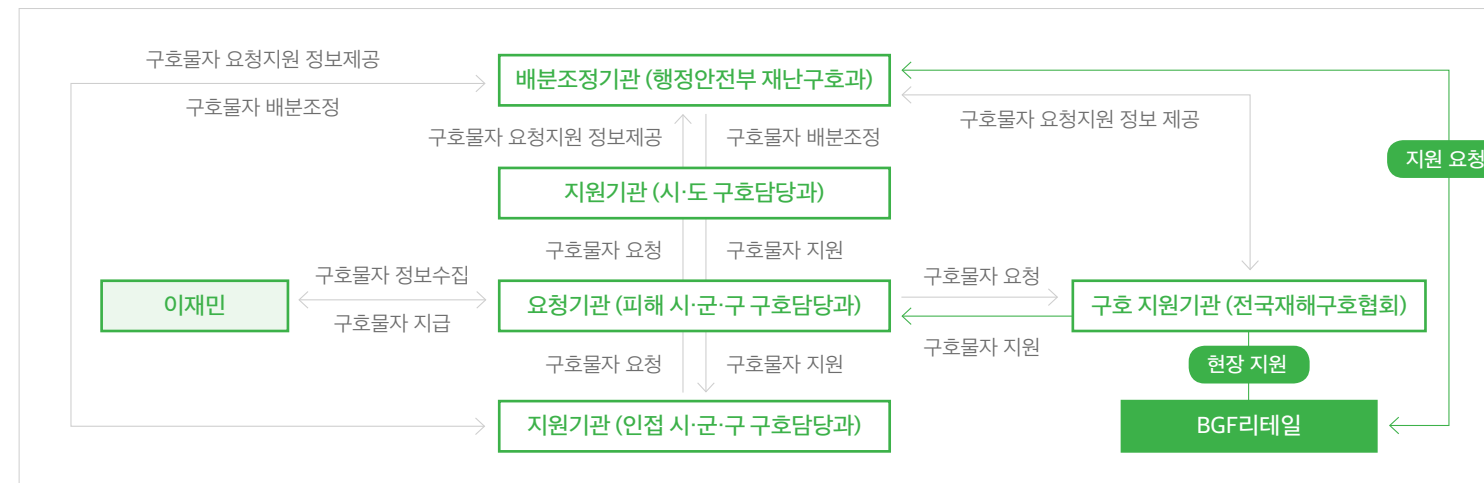 구호물자 요청지원 정보제공
구호물자 배분조정
배분조정기관 (행정안전부 재난구호과)
구호물자 요청지원 정보제공
구호물자 배분조정
구호물자 요청지원 정보 제공
지원 요청
지원기관 (시·도 구호담당과)
구호물자 요청
구호물자 지원
이재민
구호물자 정보수집
구호물자 지급
요청기관 (피해 시·군·구 구호담당과)
구호물자 요청
구호물자 지원
구호 지원기관 (전국재해구호협회)
구호물자 요청
구호물자 지원
현장 지원
지원기관 (인접 시·군·구 구호담당과)
BGF리테일